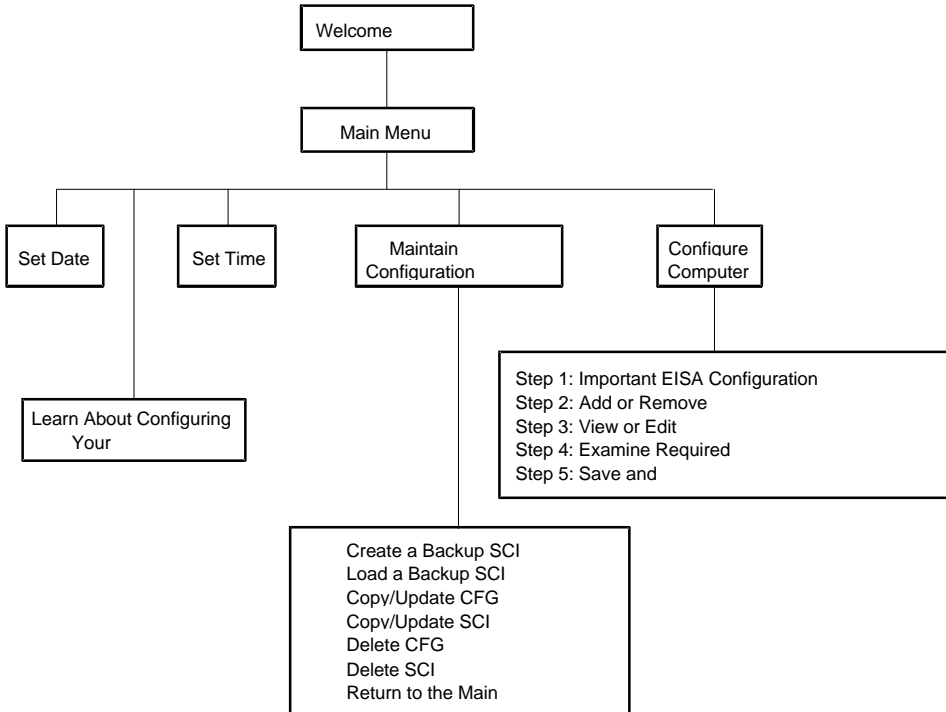 Welcome
Main Menu
Set Date
Set Time
Maintain
Configuration
Configure
Computer
Learn About Configuring
Your
Step 1: Important EISA Configuration
Step 2: Add or Remove
Step 3: View or Edit
Step 4: Examine Required
Step 5: Save and
Create a Backup SCI
Load a Backup SCI
Copy/Update CFG
Copy/Update SCI
Delete CFG
Delete SCI
Return to the Main